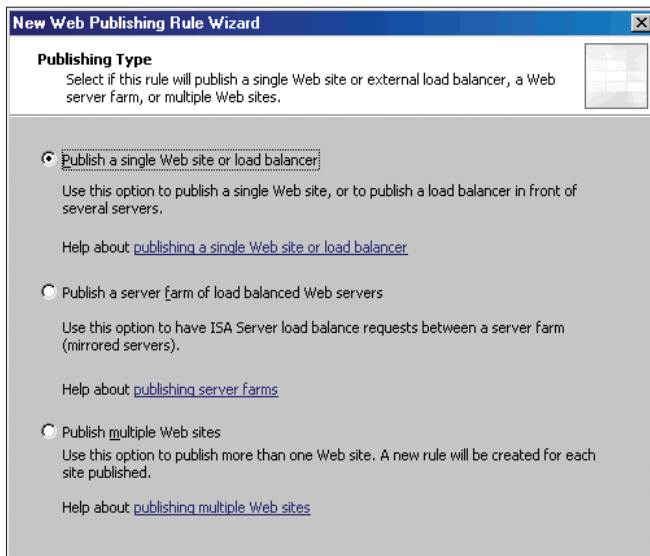 New Web Publishing Rule Wizard
Publishing Type
Select if this rule will publish a single Web site or external load balancer, a Web
server farm, or multiple Web sites.
Publish a single Web site or load balancer
Use this option to publish a single Web site, or to publish a load balancer in front of
several servers.
Help about publishing a single Web site or load balancer
Publish a server farm of load balanced Web servers
Use this option to have ISA Server load balance requests between a server farm
(mirrored servers).
Help about publishing server farms
Publish multiple Web sites
Use this option to publish more than one Web site. A new rule will be created for each
site published.
Help about publishing multiple Web sites